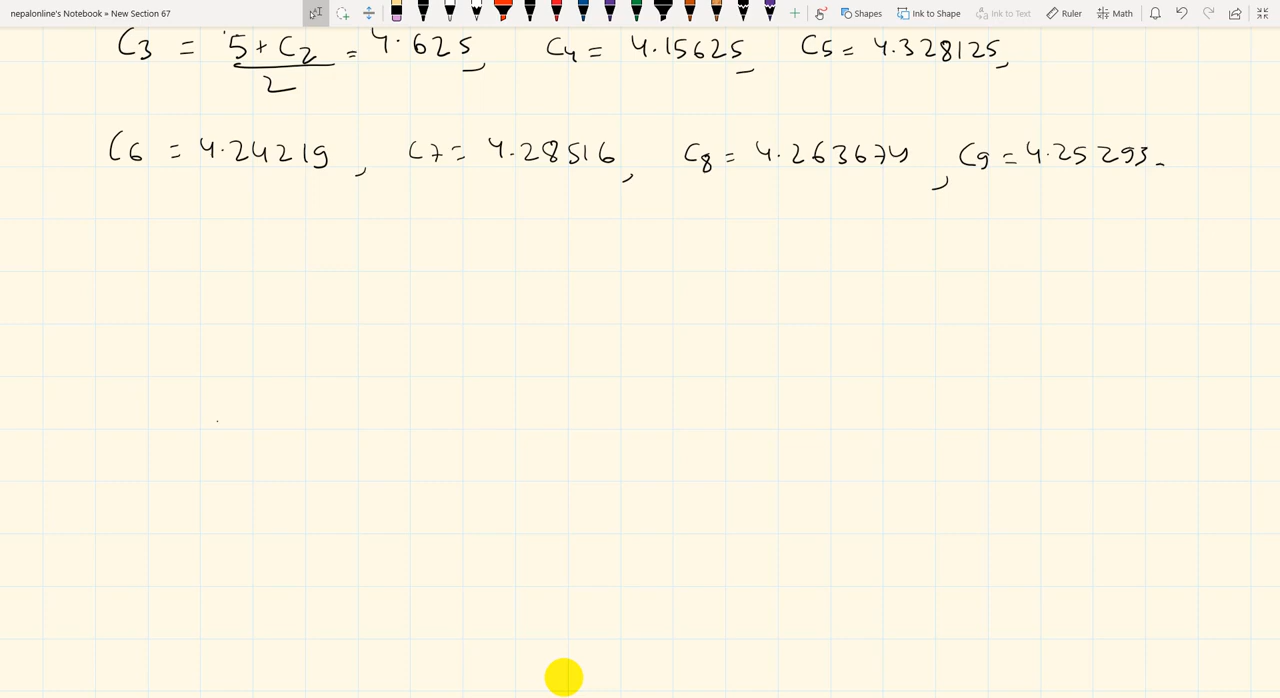 nepalonline's Notebook » New Section 67
Shapes Ink to Shape Ink to Text Ruler Math
C3 = 5 + C2 / 2 = 4.625, C4 = 4.15625, C5 = 4.328125,
C6 = 4.24219, C7 = 4.28516, C8 = 4.263674, C9 = 4.25293